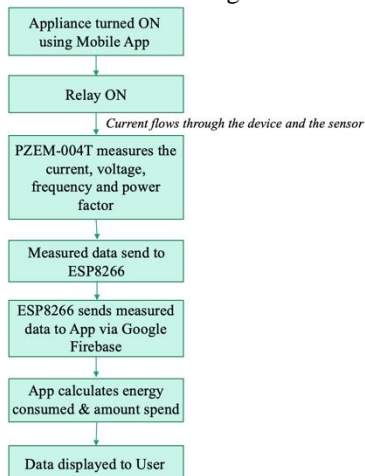 Appliance turned ON
using Mobile App
Relay ON
Current flows through the device and the sensor
PZEM-004T measures the
current, voltage,
frequency and power
factor
Measured data send to
ESP8266
ESP8266 sends measured
data to App via Google
Firebase
App calculates energy
consumed & amount spend
Data displayed to User